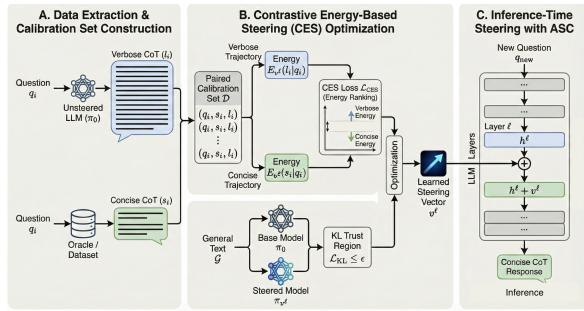 A. Data Extraction &
Calibration Set Construction
Verbose CoT (l_i)
Question
q_i
Unsteered
LLM (π_0)
Concise CoT (s_i)
Question
q_i
Oracle /
Dataset
B. Contrastive Energy-Based
Steering (CES) Optimization
Verbose
Trajectory
Energy
E_{v^ℓ}(l_i|q_i)
Paired
Calibration
Set 𝒟
(q_i, s_i, l_i)
(q_i, s_i, l_i)
⋮
(q_i, s_i, l_i)
CES Loss ℒ_CES
(Energy Ranking)
Verbose
Energy
Concise
Energy
Concise
Trajectory
Energy
E_{v^ℓ}(s_i|q_i)
Optimization
Learned
Steering
Vector
v^ℓ
General
Text
𝒢
Base Model
π_0
Steered Model
π_{v^ℓ}
KL Trust
Region
ℒ_KL ≤ ϵ
C. Inference-Time
Steering with ASC
New Question
q_new
...
...
Layer ℓ
h^ℓ
LLM Layers
+
h^ℓ + v^ℓ
...
...
Concise CoT
Response
Inference